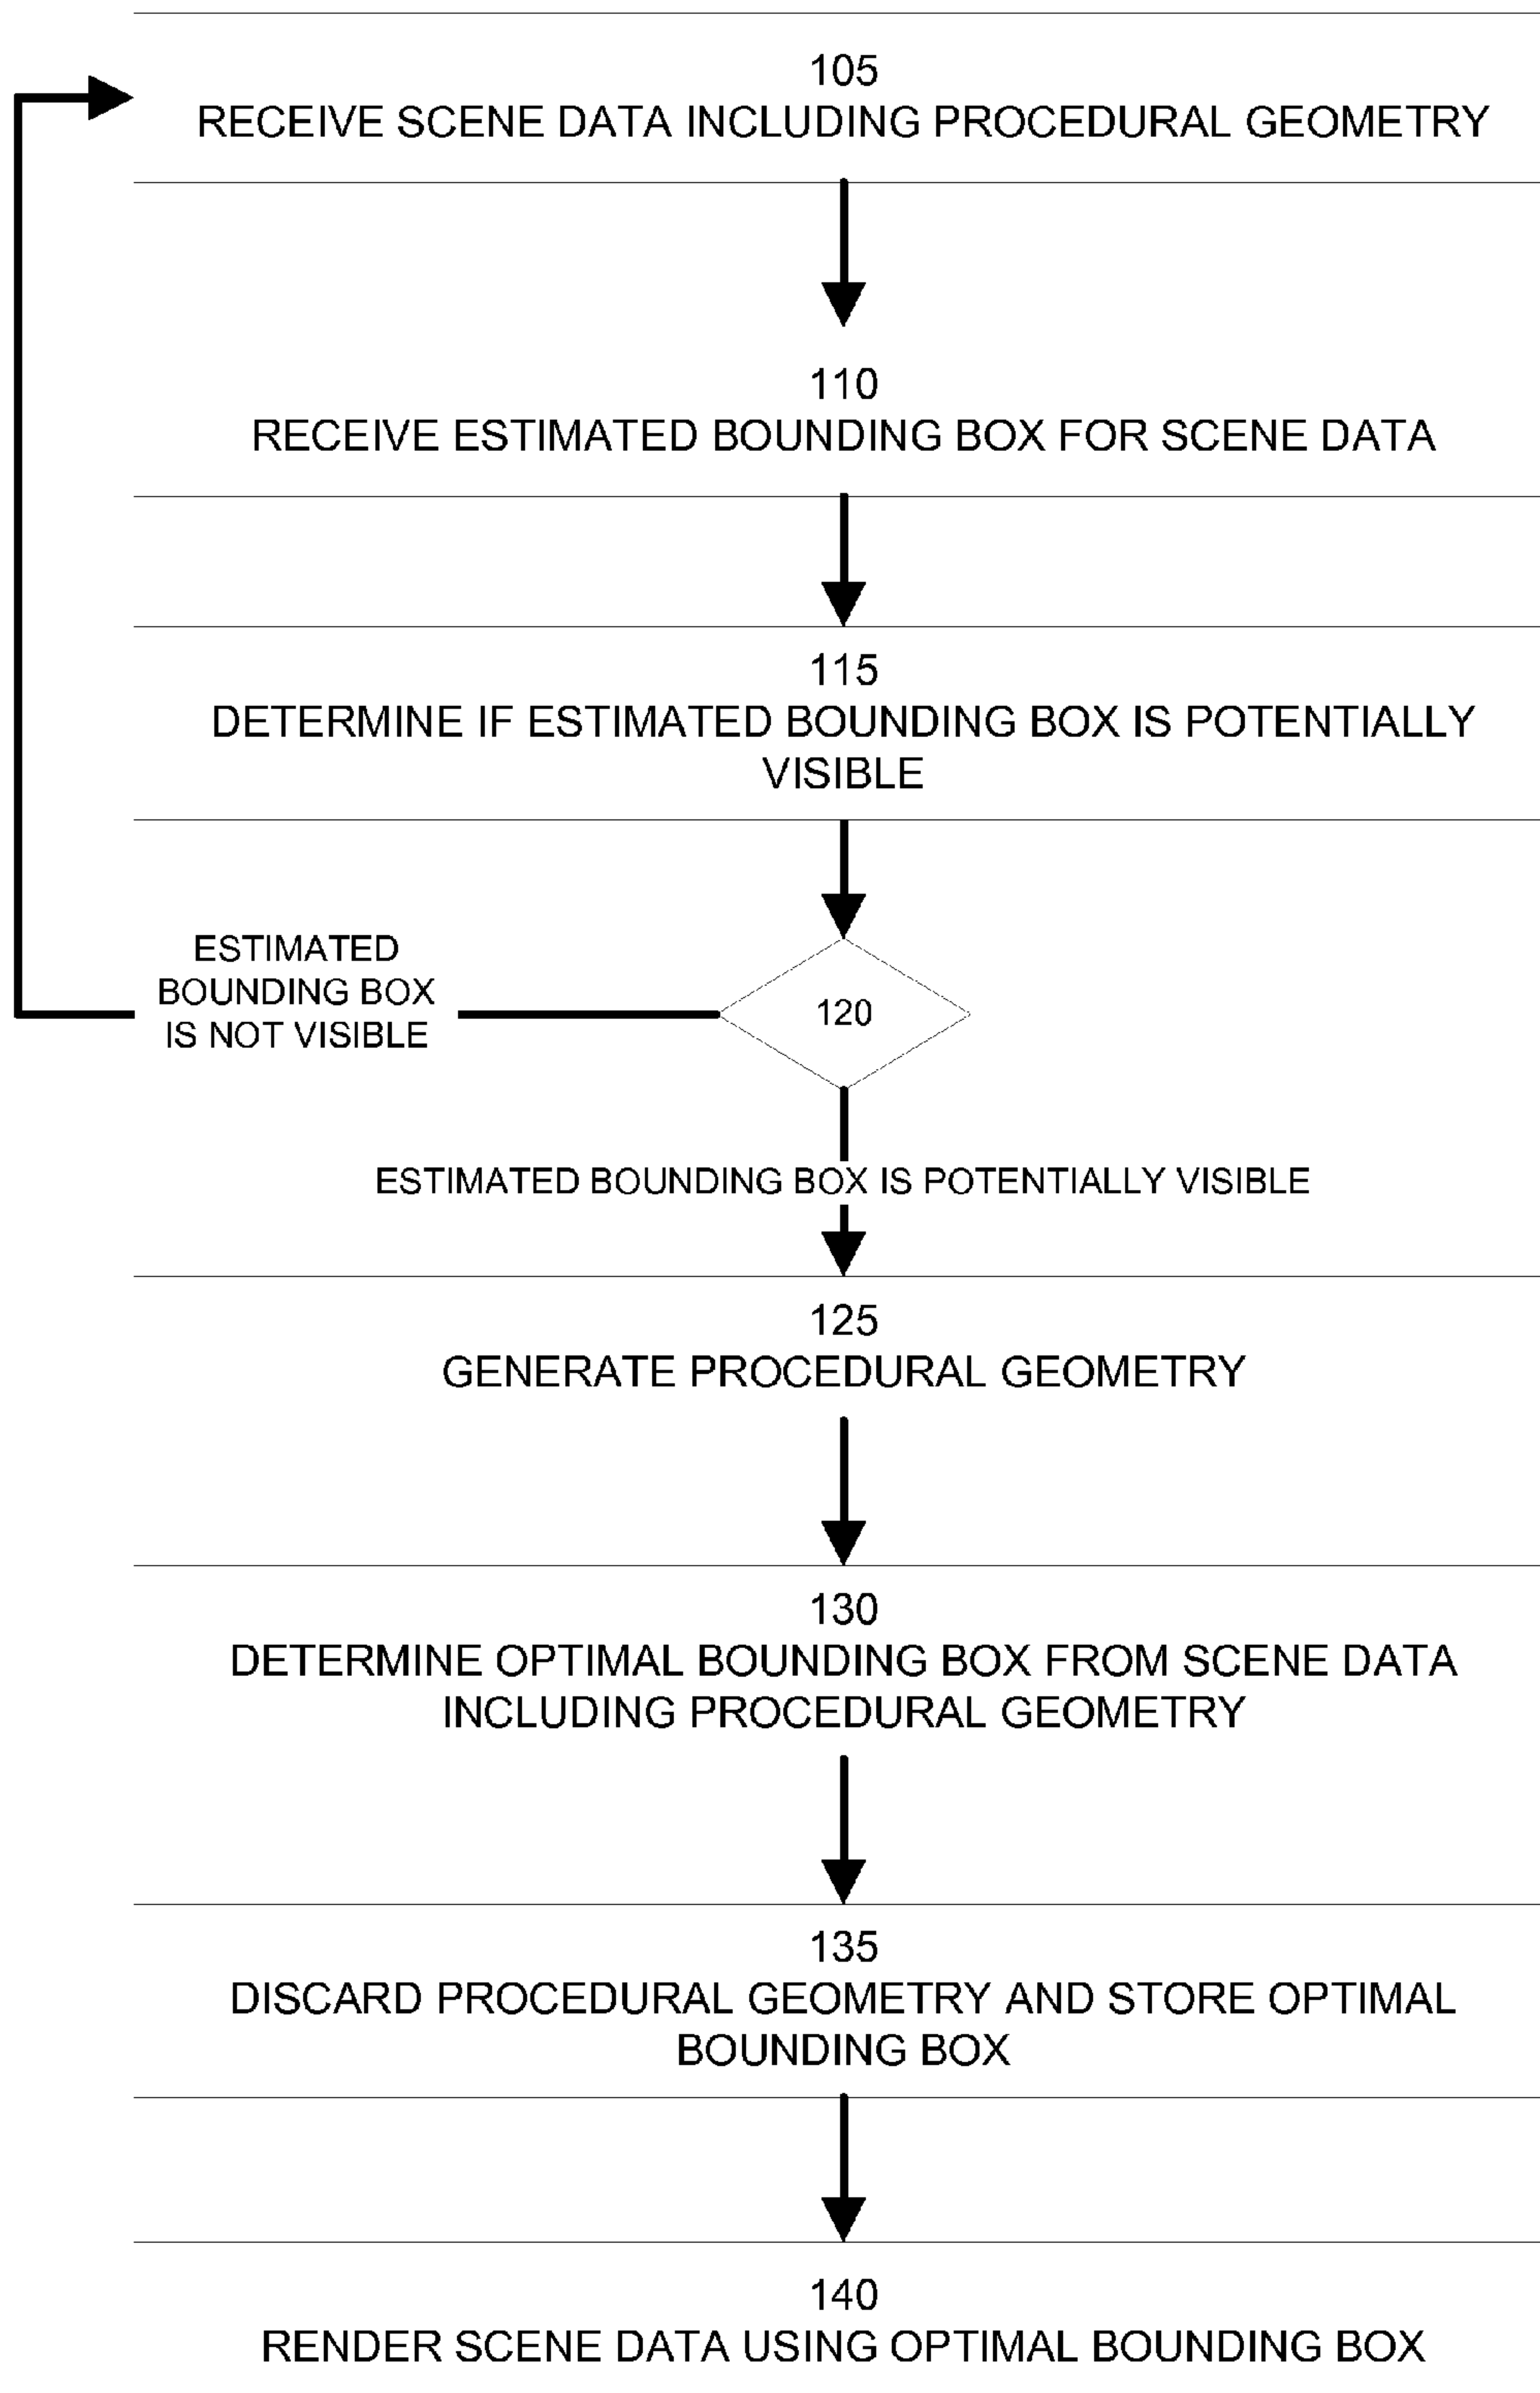 105
RECEIVE SCENE DATA INCLUDING PROCEDURAL GEOMETRY
110
RECEIVE ESTIMATED BOUNDING BOX FOR SCENE DATA
115
DETERMINE IF ESTIMATED BOUNDING BOX IS POTENTIALLY
VISIBLE
ESTIMATED
BOUNDING BOX
IS NOT VISIBLE
120
ESTIMATED BOUNDING BOX IS POTENTIALLY VISIBLE
125
GENERATE PROCEDURAL GEOMETRY
130
DETERMINE OPTIMAL BOUNDING BOX FROM SCENE DATA
INCLUDING PROCEDURAL GEOMETRY
135
DISCARD PROCEDURAL GEOMETRY AND STORE OPTIMAL
BOUNDING BOX
140
RENDER SCENE DATA USING OPTIMAL BOUNDING BOX